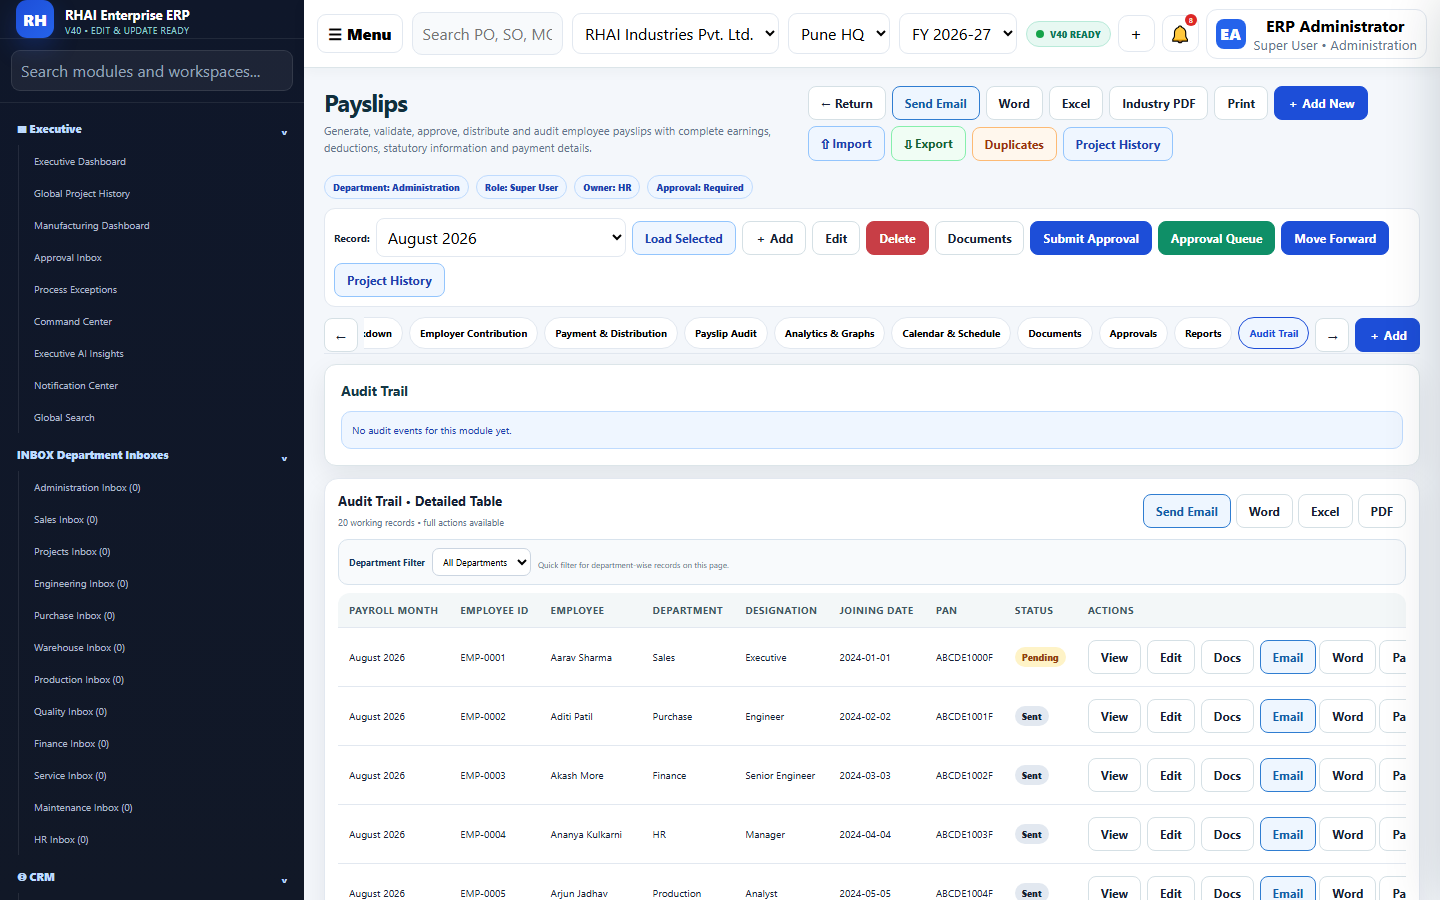 RH
RHAI Enterprise ERP
V40 • EDIT & UPDATE READY
Search modules and workspaces...
Executive
Executive Dashboard
Global Project History
Manufacturing Dashboard
Approval Inbox
Process Exceptions
Command Center
Executive AI Insights
Notification Center
Global Search
INBOX Department Inboxes
Administration Inbox (0)
Sales Inbox (0)
Projects Inbox (0)
Engineering Inbox (0)
Purchase Inbox (0)
Warehouse Inbox (0)
Production Inbox (0)
Quality Inbox (0)
Finance Inbox (0)
Service Inbox (0)
Maintenance Inbox (0)
HR Inbox (0)
CRM
☰ Menu
Search PO, SO, MO
RHAI Industries Pvt. Ltd.
Pune HQ
FY 2026-27
V40 READY
+
8
EA
ERP Administrator
Super User • Administration
Payslips
Generate, validate, approve, distribute and audit employee payslips with complete earnings,
deductions, statutory information and payment details.
← Return
Send Email
Word
Excel
Industry PDF
Print
+ Add New
⇧ Import
⇩ Export
Duplicates
Project History
Department: Administration
Role: Super User
Owner: HR
Approval: Required
Record:
August 2026
Load Selected
+ Add
Edit
Delete
Documents
Submit Approval
Approval Queue
Move Forward
Project History
←
kdown
Employer Contribution
Payment & Distribution
Payslip Audit
Analytics & Graphs
Calendar & Schedule
Documents
Approvals
Reports
Audit Trail
→
+ Add
Audit Trail
No audit events for this module yet.
Audit Trail • Detailed Table
20 working records • full actions available
Send Email
Word
Excel
PDF
Department Filter
All Departments
Quick filter for department-wise records on this page.
PAYROLL MONTH EMPLOYEE ID EMPLOYEE DEPARTMENT DESIGNATION JOINING DATE PAN STATUS ACTIONS
August 2026 EMP-0001 Aarav Sharma Sales Executive 2024-01-01 ABCDE1000F Pending View Edit Docs Email Word Pa
August 2026 EMP-0002 Aditi Patil Purchase Engineer 2024-02-02 ABCDE1001F Sent View Edit Docs Email Word Pa
August 2026 EMP-0003 Akash More Finance Senior Engineer 2024-03-03 ABCDE1002F Sent View Edit Docs Email Word Pa
August 2026 EMP-0004 Ananya Kulkarni HR Manager 2024-04-04 ABCDE1003F Sent View Edit Docs Email Word Pa
August 2026 EMP-0005 Arjun Jadhav Production Analyst 2024-05-05 ABCDE1004F Sent View Edit Docs Email Word Pa